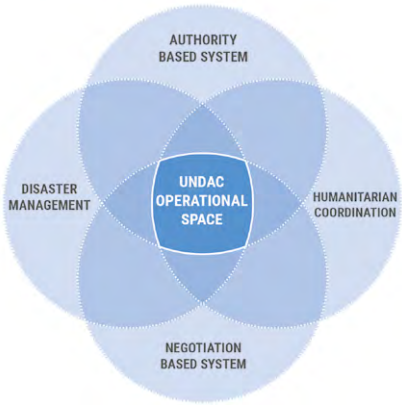 AUTHORITY
BASED SYSTEM
DISASTER
MANAGEMENT
UNDAC
OPERATIONAL
SPACE
HUMANITARIAN
COORDINATION
NEGOTIATION
BASED SYSTEM